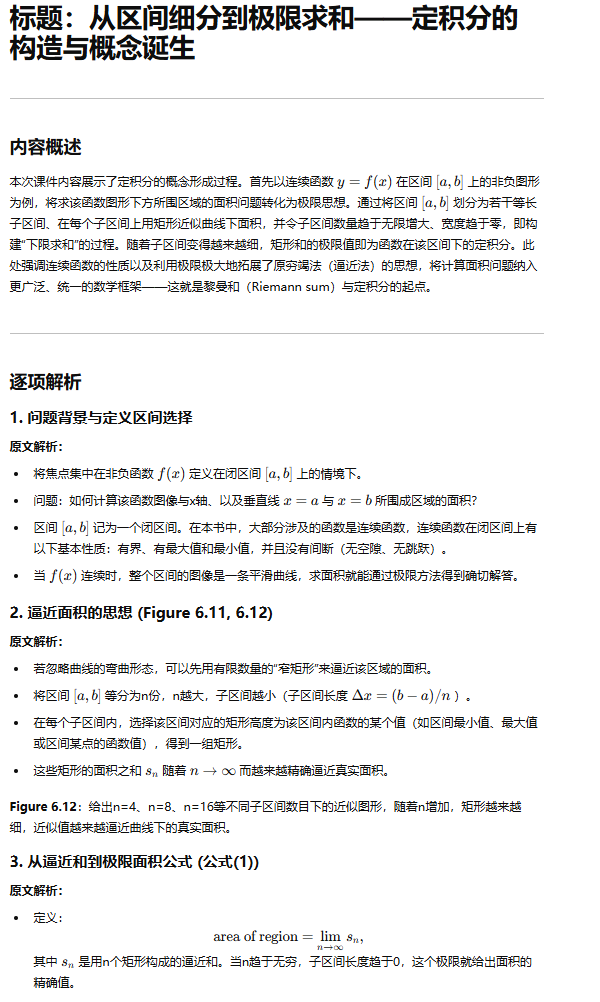 标题：从区间细分到极限求和——定积分的
构造与概念诞生
内容概述
本次课件内容展示了定积分的概念形成过程。首先以连续函数 y = f(x) 在区间 [a, b] 上的非负图形
为例，将求该函数图形下方所围区域的面积问题转化为极限思想。通过将区间 [a, b] 划分为若干等长
子区间、在每个子区间上用矩形近似曲线下面积，并令子区间数量趋于无限增大、宽度趋于零，即构
建“下限求和”的过程。随着子区间变得越来越细，矩形和的极限值即为函数在该区间下的定积分。此
处强调连续函数的性质以及利用极限极大地拓展了原穷竭法（逼近法）的思想，将计算面积问题纳入
更广泛、统一的数学框架——这就是黎曼和（Riemann sum）与定积分的起点。
逐项解析
1. 问题背景与定义区间选择
原文解析：
• 将焦点集中在非负函数 f(x) 定义在闭区间 [a, b] 上的情境下。
• 问题：如何计算该函数图像与x轴、以及垂直线 x = a 与 x = b 所围成区域的面积？
• 区间 [a, b] 记为一个闭区间。在本书中，大部分涉及的函数是连续函数，连续函数在闭区间上有
以下基本性质：有界、有最大值和最小值，并且没有间断（无空隙、无跳跃）。
• 当 f(x) 连续时，整个区间的图像是一条平滑曲线，求面积就能通过极限方法得到确切解答。
2. 逼近面积的思想 (Figure 6.11, 6.12)
原文解析：
• 若忽略曲线的弯曲形态，可以先用有限数量的“窄矩形”来逼近该区域的面积。
• 将区间 [a, b] 等分为n份，n越大，子区间越小（子区间长度 Δx = (b − a)/n ）。
• 在每个子区间内，选择该区间对应的矩形高度为该区间内函数的某个值（如区间最小值、最大值
或区间某点的函数值），得到一组矩形。
• 这些矩形的面积之和 sₙ 随着 n → ∞ 而越来越精确逼近真实面积。
Figure 6.12：给出n=4、n=8、n=16等不同子区间数目下的近似图形，随着n增加，矩形越来越
细，近似值越来越逼近曲线下的真实面积。
3. 从逼近和到极限面积公式 (公式(1))
原文解析：
• 定义：
area of region = lim n→∞ sₙ,
其中 sₙ 是用n个矩形构成的逼近和。当n趋于无穷，子区间长度趋于0，这个极限就给出面积的
精确值。